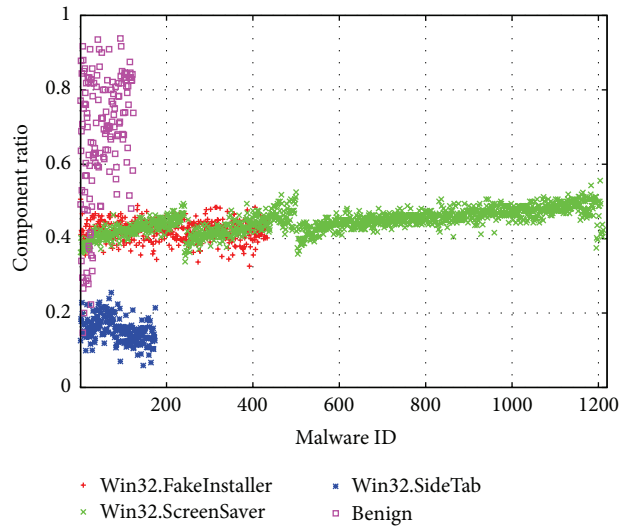 1
0.8
0.6
0.4
0.2
0
Component ratio
200 400 600 800 1000 1200
Malware ID
Win32.FakeInstaller
Win32.ScreenSaver
Win32.SideTab
Benign